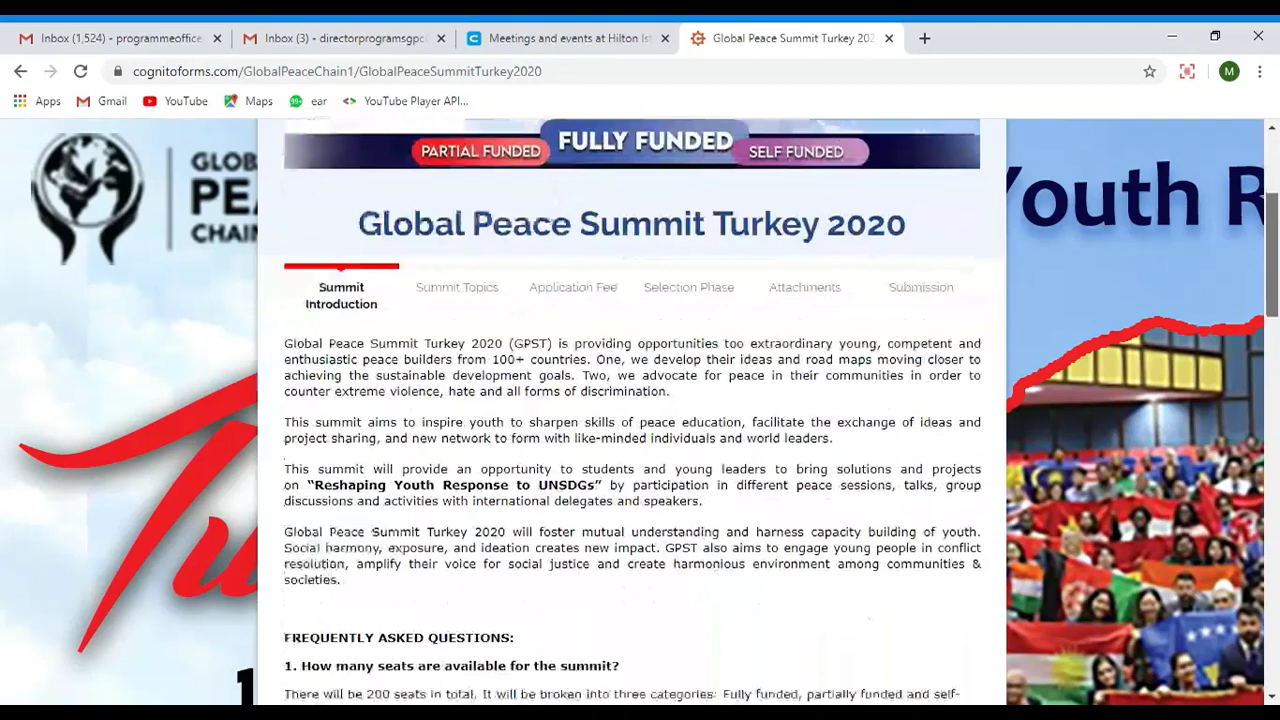 Inbox (1,524) - programmeoffice
Inbox (3) - directorprogramsgpc
Meetings and events at Hilton Ist
Global Peace Summit Turkey 202
cognitoforms.com/GlobalPeaceChain1/GlobalPeaceSummitTurkey2020
M
Apps
Gmail
YouTube
Maps
99+
ear
YouTube Player API...
GLOB
PEA
CHAIN
PARTIAL FUNDED
FULLY FUNDED
SELF FUNDED
Youth R
Global Peace Summit Turkey 2020
Summit
Introduction
Summit Topics
Application Fee
Selection Phase
Attachments
Submission
Global Peace Summit Turkey 2020 (GPST) is providing opportunities too extraordinary young, competent and
enthusiastic peace builders from 100+ countries. One, we develop their ideas and road maps moving closer to
achieving the sustainable development goals. Two, we advocate for peace in their communities in order to
counter extreme violence, hate and all forms of discrimination.
This summit aims to inspire youth to sharpen skills of peace education, facilitate the exchange of ideas and
project sharing, and new network to form with like-minded individuals and world leaders.
This summit will provide an opportunity to students and young leaders to bring solutions and projects
on “Reshaping Youth Response to UNSDGs” by participation in different peace sessions, talks, group
discussions and activities with international delegates and speakers.
Global Peace Summit Turkey 2020 will foster mutual understanding and harness capacity building of youth.
Social harmony, exposure, and ideation creates new impact. GPST also aims to engage young people in conflict
resolution, amplify their voice for social justice and create harmonious environment among communities &
societies.
FREQUENTLY ASKED QUESTIONS:
1. How many seats are available for the summit?
There will be 200 seats in total. It will be broken into three categories: Fully funded, partially funded and self-